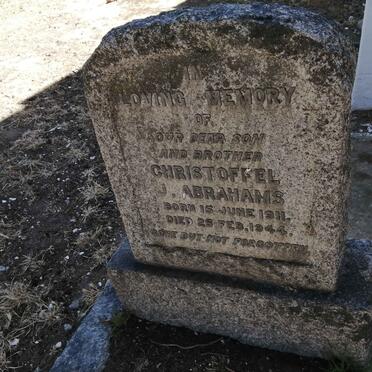 IN
LOVING MEMORY
OF
OUR DEAR SON
AND BROTHER
CHRISTOFFEL
J. ABRAHAMS
BORN 15 JUNE 1911.
DIED 25 FEB. 1944.
GONE BUT NOT FORGOTTEN